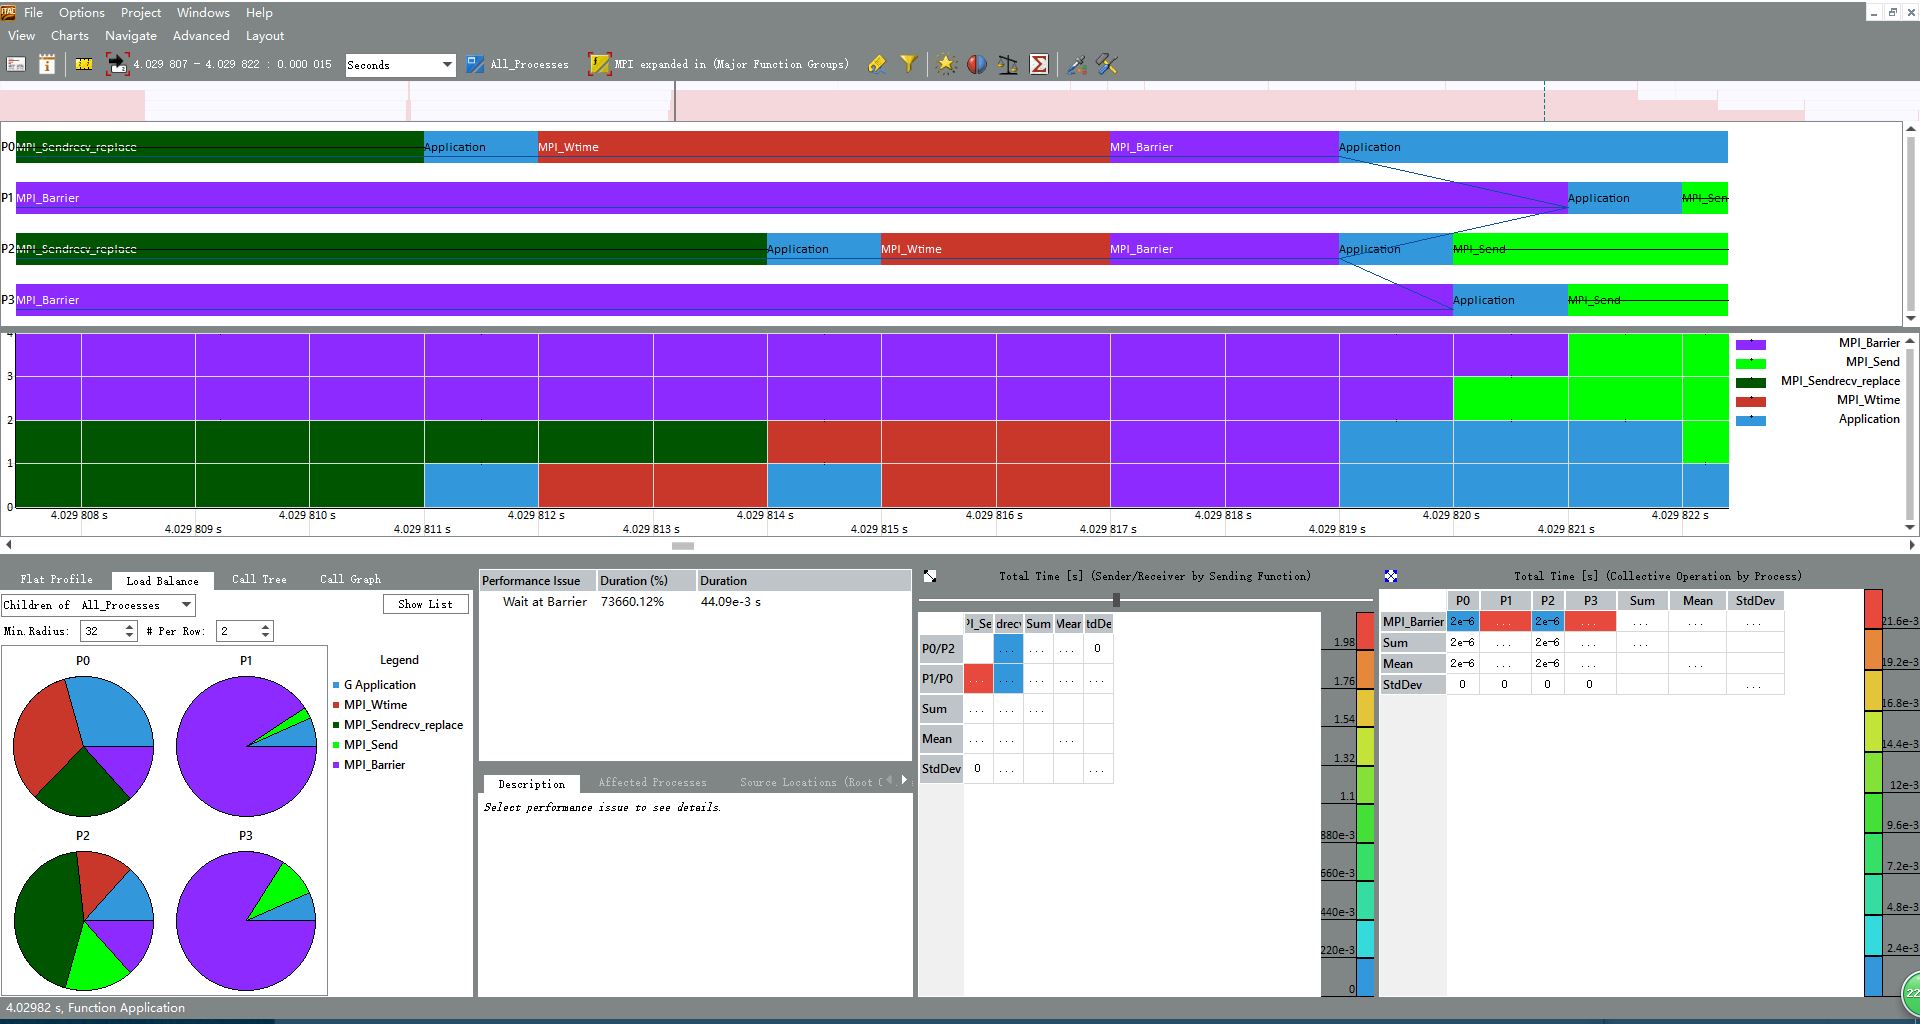 ITAC File Options Project Windows Help
View Charts Navigate Advanced Layout
4.029 807 - 4.029 822 : 0.000 015 Seconds All_Processes MPI expanded in (Major Function Groups)
P0 MPI_Sendrecv_replace Application MPI_Wtime MPI_Barrier Application
P1 MPI_Barrier Application MPI_Sen
P2 MPI_Sendrecv_replace Application MPI_Wtime MPI_Barrier Application MPI_Send
P3 MPI_Barrier Application MPI_Send
4
3
2
1
0
MPI_Barrier
MPI_Send
MPI_Sendrecv_replace
MPI_Wtime
Application
4.029 808 s 4.029 810 s 4.029 812 s 4.029 814 s 4.029 816 s 4.029 818 s 4.029 820 s 4.029 822 s
4.029 809 s 4.029 811 s 4.029 813 s 4.029 815 s 4.029 817 s 4.029 819 s 4.029 821 s
Flat Profile Load Balance Call Tree Call Graph
Children of All_Processes Show List
Min.Radius: 32 # Per Row: 2
P0 P1
P2 P3
Legend
G Application
MPI_Wtime
MPI_Sendrecv_replace
MPI_Send
MPI_Barrier
Performance Issue Duration (%) Duration
Wait at Barrier 73660.12% 44.09e-3 s
Description Affected Processes Source Locations (Root C
Select performance issue to see details.
Total Time [s] (Sender/Receiver by Sending Function)
I_Se drecv Sum Mear tdDe
P0/P2 ... ... ... 0
P1/P0 ... ... ... ... ...
Sum ... ... ...
Mean ... ... ...
StdDev 0 ... ...
1.98
1.76
1.54
1.32
1.1
880e-3
660e-3
440e-3
220e-3
0
Total Time [s] (Collective Operation by Process)
P0 P1 P2 P3 Sum Mean StdDev
MPI_Barrier 2e-6 ... 2e-6 ... ... ... ...
Sum 2e-6 ... 2e-6 ... ...
Mean 2e-6 ... 2e-6 ... ...
StdDev 0 0 0 0 ...
21.6e-3
19.2e-3
16.8e-3
14.4e-3
12e-3
9.6e-3
7.2e-3
4.8e-3
2.4e-3
22
4.02982 s, Function Application